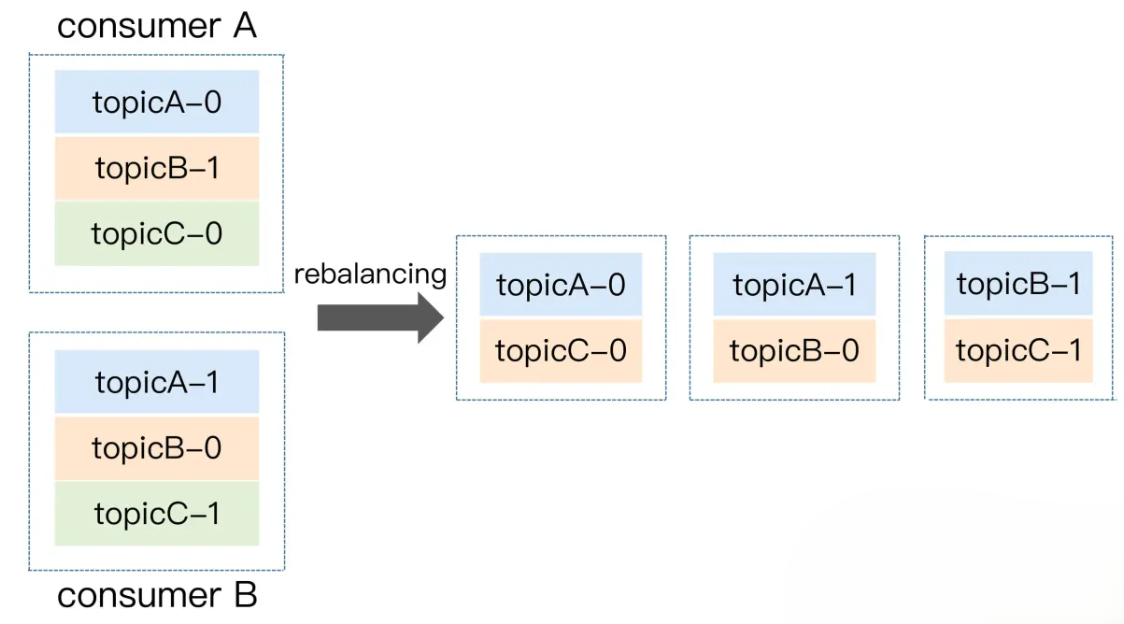 consumer A
topicA–0
topicB–1
topicC–0
topicA–1
topicB–0
topicC–1
consumer B
rebalancing
topicA–0
topicC–0
topicA–1
topicB–0
topicB–1
topicC–1